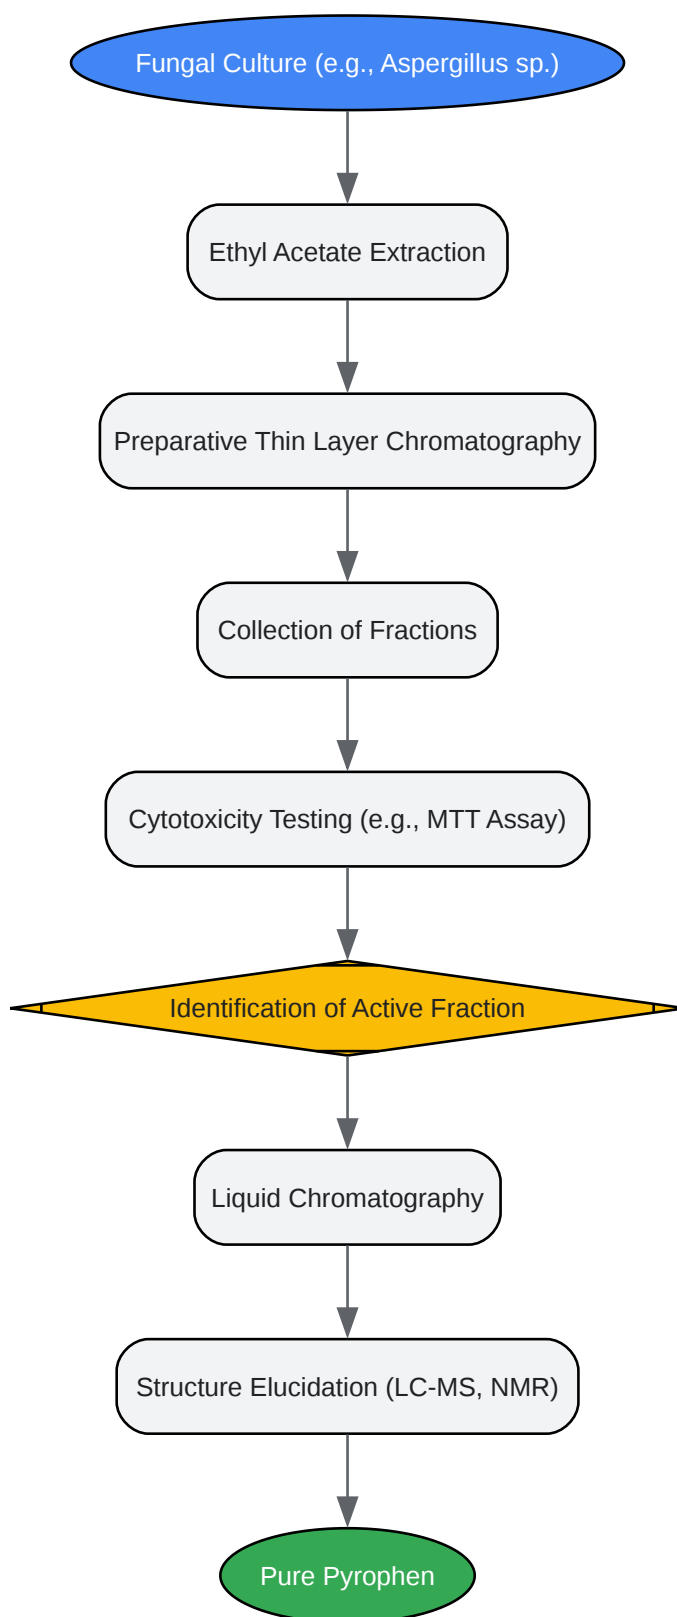 Fungal Culture (e.g., Aspergillus sp.)
Ethyl Acetate Extraction
Preparative Thin Layer Chromatography
Collection of Fractions
Cytotoxicity Testing (e.g., MTT Assay)
Identification of Active Fraction
Liquid Chromatography
Structure Elucidation (LC-MS, NMR)
Pure Pyrophen